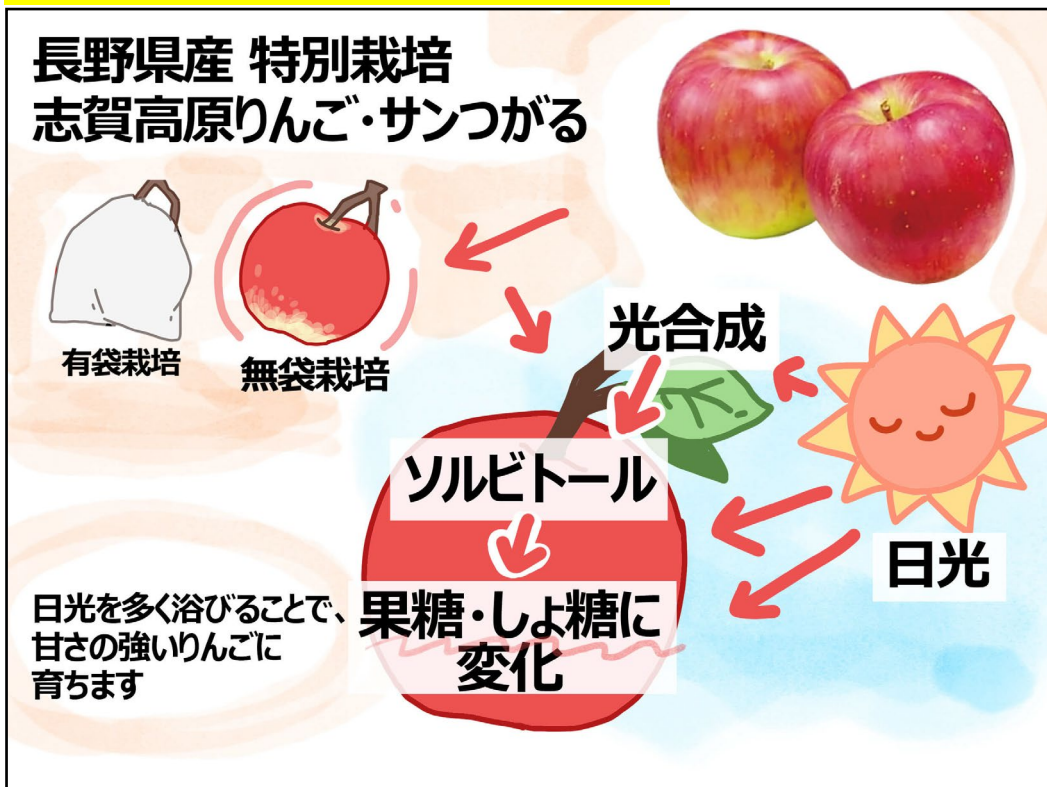 長野県産 特別栽培
志賀高原りんご・サンつがる
有袋栽培
無袋栽培
光合成
ソルビトール
日光
果糖・しょ糖に
変化
日光を多く浴びることで、
甘さの強いりんごに
育ちます